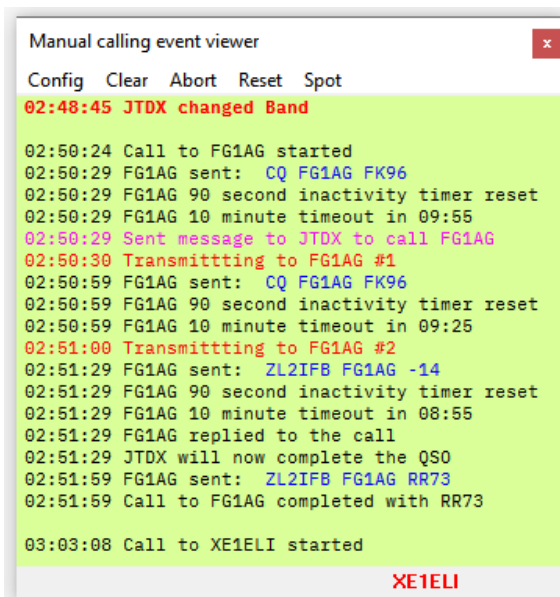 Manual calling event viewer
x
Config Clear Abort Reset Spot
02:48:45 JTDX changed Band
02:50:24 Call to FG1AG started
02:50:29 FG1AG sent: CQ FG1AG FK96
02:50:29 FG1AG 90 second inactivity timer reset
02:50:29 FG1AG 10 minute timeout in 09:55
02:50:29 Sent message to JTDX to call FG1AG
02:50:30 Transmittting to FG1AG #1
02:50:59 FG1AG sent: CQ FG1AG FK96
02:50:59 FG1AG 90 second inactivity timer reset
02:50:59 FG1AG 10 minute timeout in 09:25
02:51:00 Transmittting to FG1AG #2
02:51:29 FG1AG sent: ZL2IFB FG1AG -14
02:51:29 FG1AG 90 second inactivity timer reset
02:51:29 FG1AG 10 minute timeout in 08:55
02:51:29 FG1AG replied to the call
02:51:29 JTDX will now complete the QSO
02:51:59 FG1AG sent: ZL2IFB FG1AG RR73
02:51:59 Call to FG1AG completed with RR73
03:03:08 Call to XE1ELI started
XE1ELI